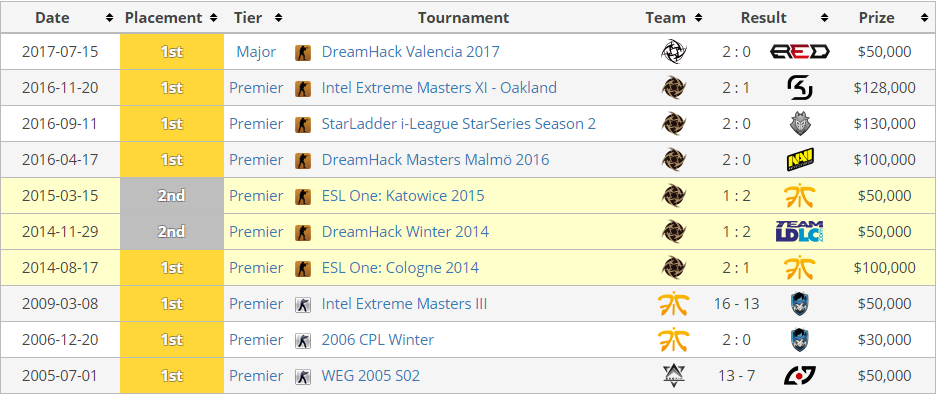 Date Placement Tier Tournament Team Result Prize
2017-07-15 1st Major DreamHack Valencia 2017 2 : 0 RED $50,000
2016-11-20 1st Premier Intel Extreme Masters XI - Oakland 2 : 1 $128,000
2016-09-11 1st Premier StarLadder i-League StarSeries Season 2 2 : 0 $130,000
2016-04-17 1st Premier DreamHack Masters Malmö 2016 2 : 0 NAVI $100,000
2015-03-15 2nd Premier ESL One: Katowice 2015 1 : 2 $50,000
2014-11-29 2nd Premier DreamHack Winter 2014 1 : 2 TEAM LDLC $50,000
2014-08-17 1st Premier ESL One: Cologne 2014 2 : 1 $100,000
2009-03-08 1st Premier Intel Extreme Masters III 16 - 13 $50,000
2006-12-20 1st Premier 2006 CPL Winter 2 : 0 $30,000
2005-07-01 1st Premier WEG 2005 S02 13 - 7 $50,000